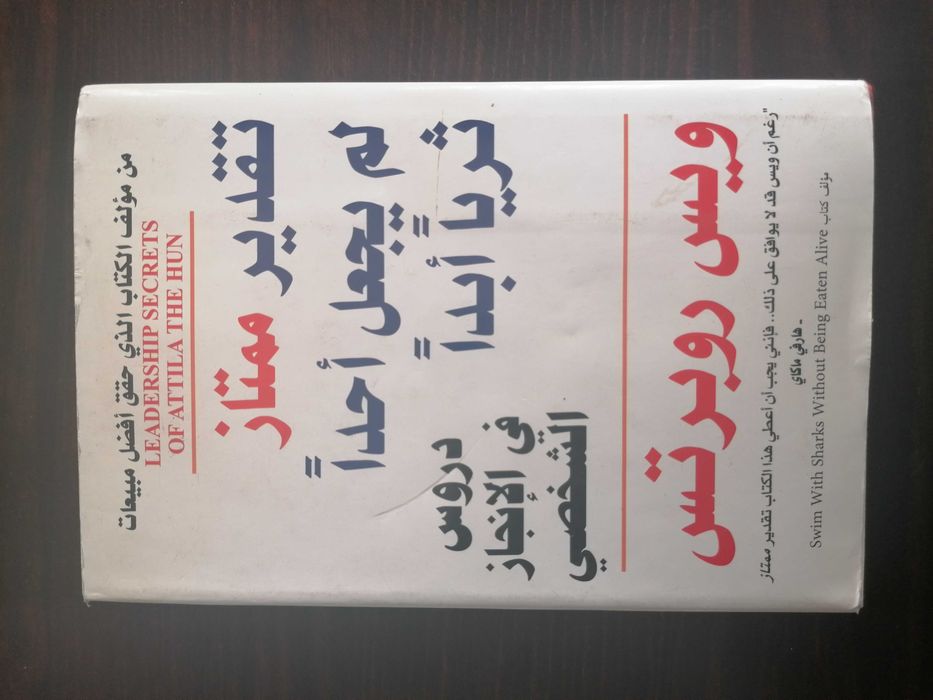 من مؤلف الكتاب الذي حقق أفضل مبيعات
LEADERSHIP SECRETS
OF ATTILA THE HUN
تقدير ممتاز
لم يجعل أحداً
ثرياً أبداً
دروس
فى الإنجاز
الشخصي
ويس روبرتس
"رغم أن ويس قد لا يوافق على ذلك.. فإنني يجب أن أعطي هذا الكتاب تقدير ممتاز
- هارفي ماكاي
مؤلف كتاب Swim With Sharks Without Being Eaten Alive